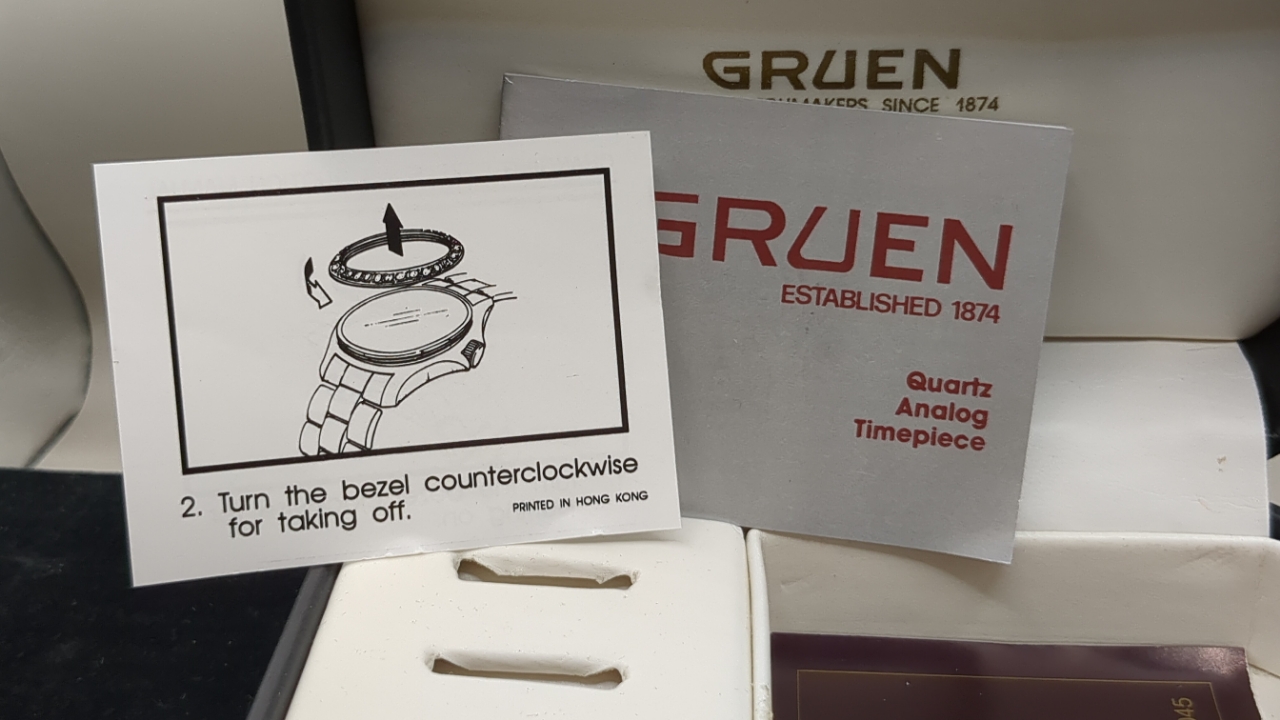 GRUEN
SINCE 1874
GRUEN
ESTABLISHED 1874
Quartz
Analog
Timepiece
2. Turn the bezel counterclockwise
for taking off.
PRINTED IN HONG KONG
45